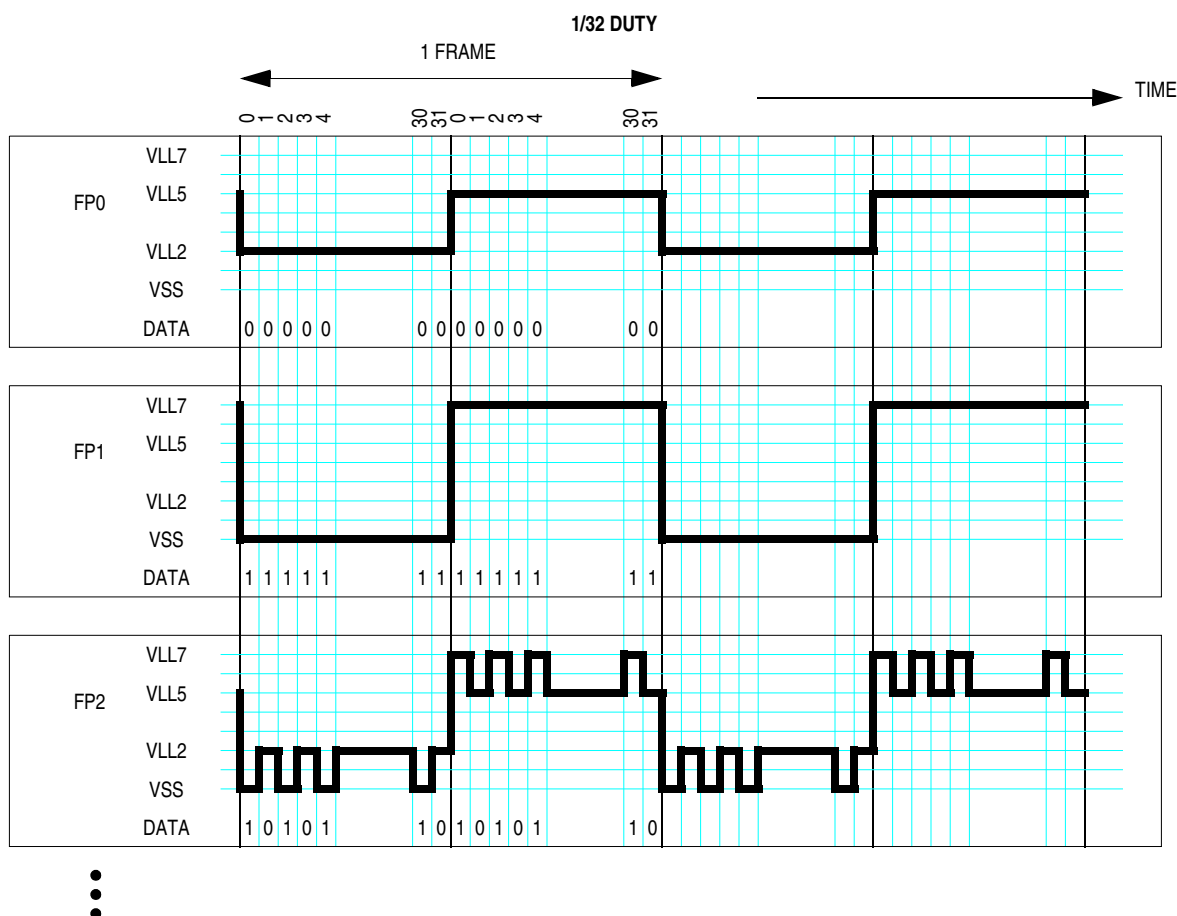 1/32 DUTY
1 FRAME
TIME
0 1 2 3 4 30 31 0 1 2 3 4 30 31
VLL7
FP0
VLL5
VLL2
VSS
DATA 0 0 0 0 0 0 0 0 0 0 0 0 0 0
VLL7
FP1
VLL5
VLL2
VSS
DATA 1 1 1 1 1 1 1 1 1 1 1 1 1 1
VLL7
FP2
VLL5
VLL2
VSS
DATA 1 0 1 0 1 1 0 1 0 1 0 1 1 0